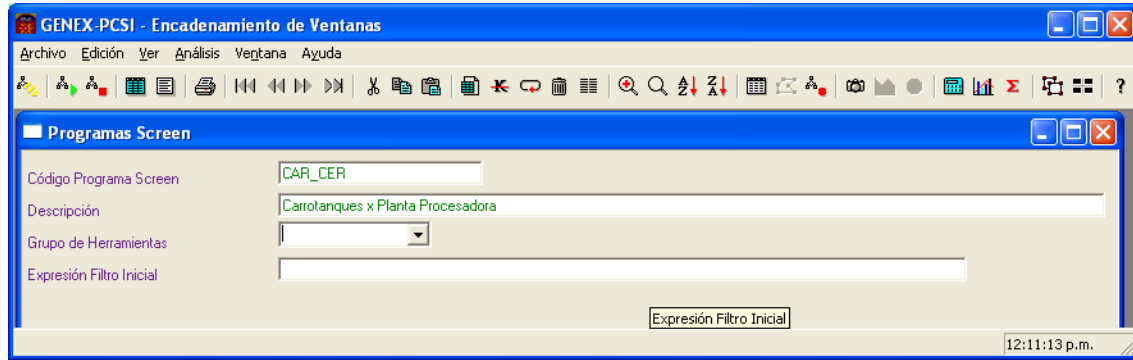 GENEX-PCSI - Encadenamiento de Ventanas
Archivo Edición Ver Análisis Ventana Ayuda
Programas Screen
Código Programa Screen CAR_CER
Descripción Carrotanques x Planta Procesadora
Grupo de Herramientas
Expresión Filtro Inicial
Expresión Filtro Inicial
12:11:13 p.m.